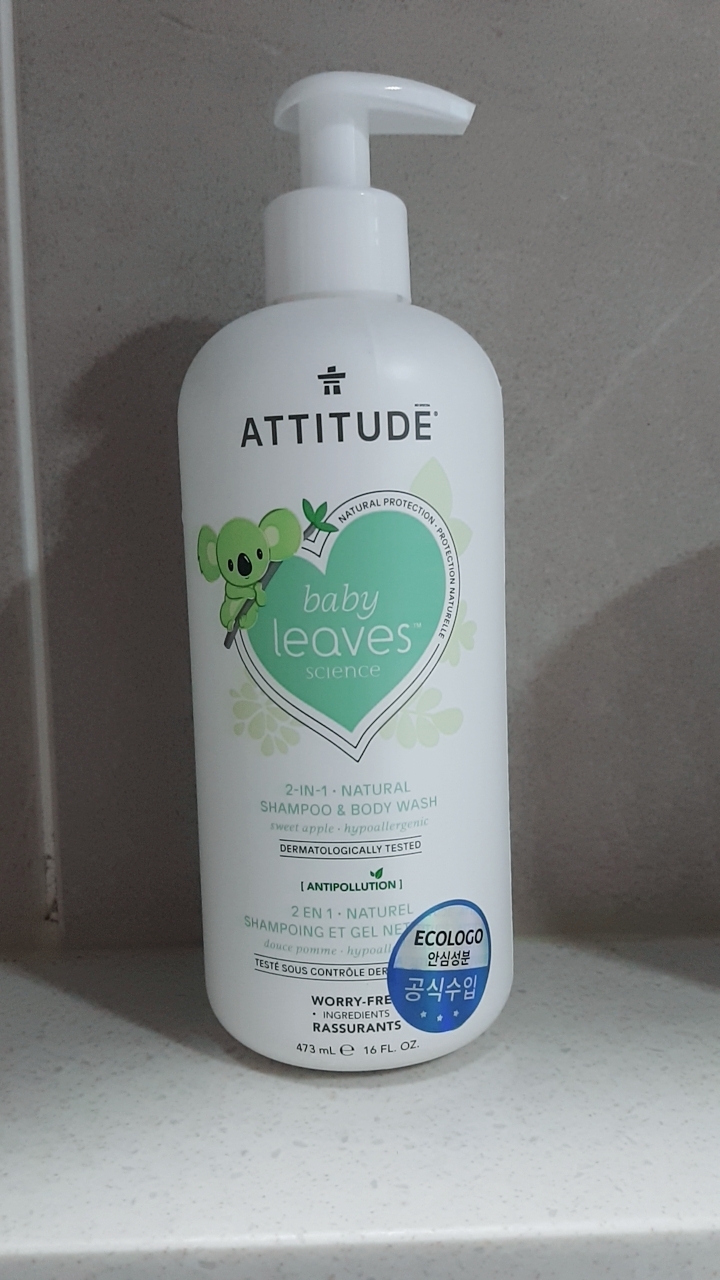 ATTITUDE
NATURAL PROTECTION · PROTECTION NATURELLE
baby
leaves™
science
2-IN-1 · NATURAL
SHAMPOO & BODY WASH
sweet apple · hypoallergenic
DERMATOLOGICALLY TESTED
[ ANTIPOLLUTION ]
2 EN 1 · NATUREL
SHAMPOING ET GEL NET
douce pomme · hypoall
TESTÉ SOUS CONTRÔLE DER
WORRY-FRE
• INGREDIENTS
RASSURANTS
473 mL ℮ 16 FL. OZ.
ECOLOGO
안심성분
공식수입